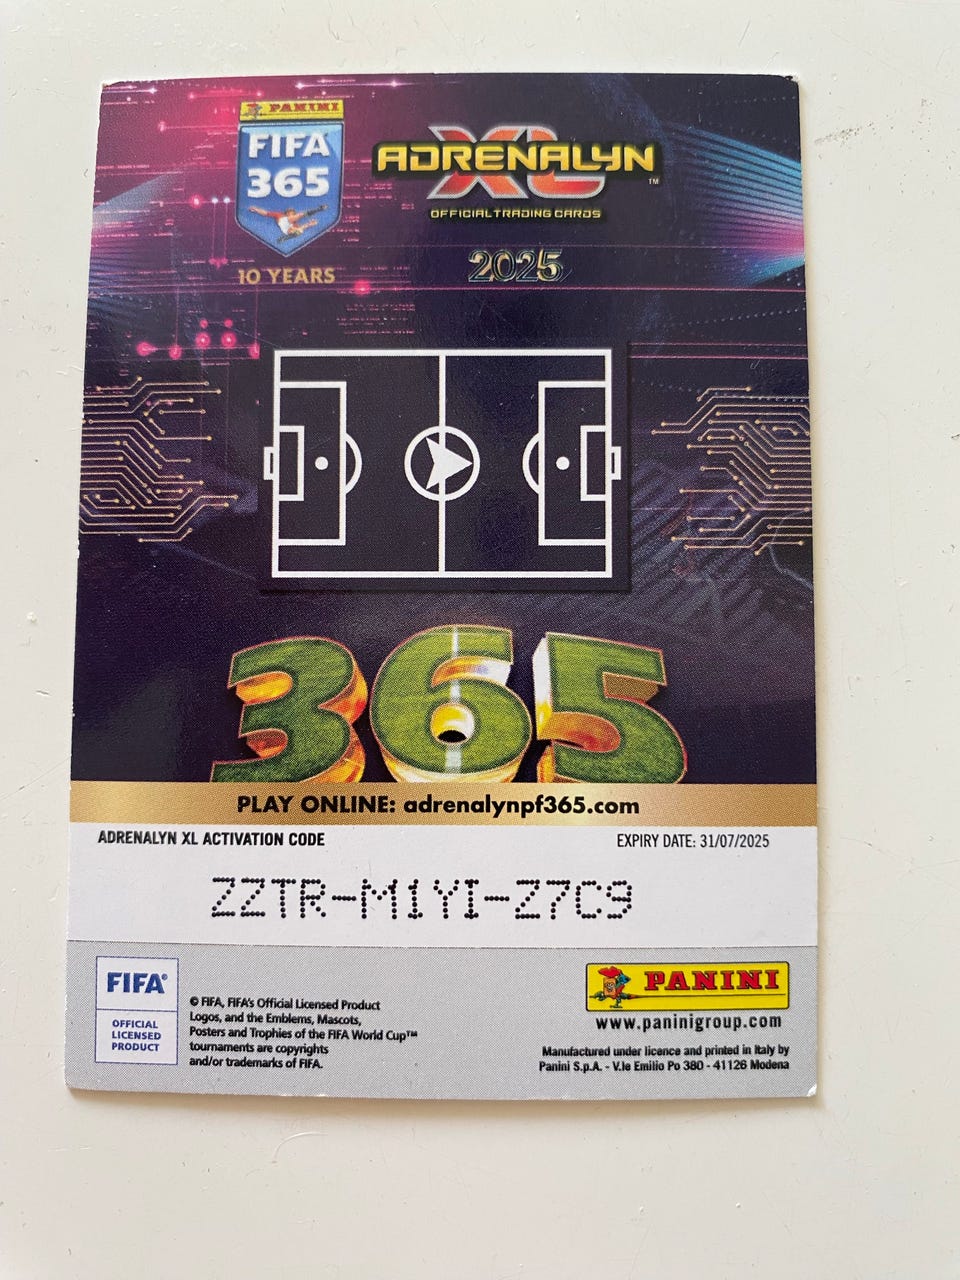 PANINI
FIFA
365
10 YEARS
ADRENALYN
XL
™
OFFICIAL TRADING CARDS
2025
365
PLAY ONLINE: adrenalynpf365.com
ADRENALYN XL ACTIVATION CODE
EXPIRY DATE: 31/07/2025
ZZTR-M1YI-Z7C9
FIFA®
OFFICIAL
LICENSED
PRODUCT
© FIFA, FIFA's Official Licensed Product
Logos, and the Emblems, Mascots,
Posters and Trophies of the FIFA World Cup™
tournaments are copyrights
and/or trademarks of FIFA.
PANINI
www.paninigroup.com
Manufactured under licence and printed in Italy by
Panini S.p.A. - V.le Emilio Po 380 - 41126 Modena